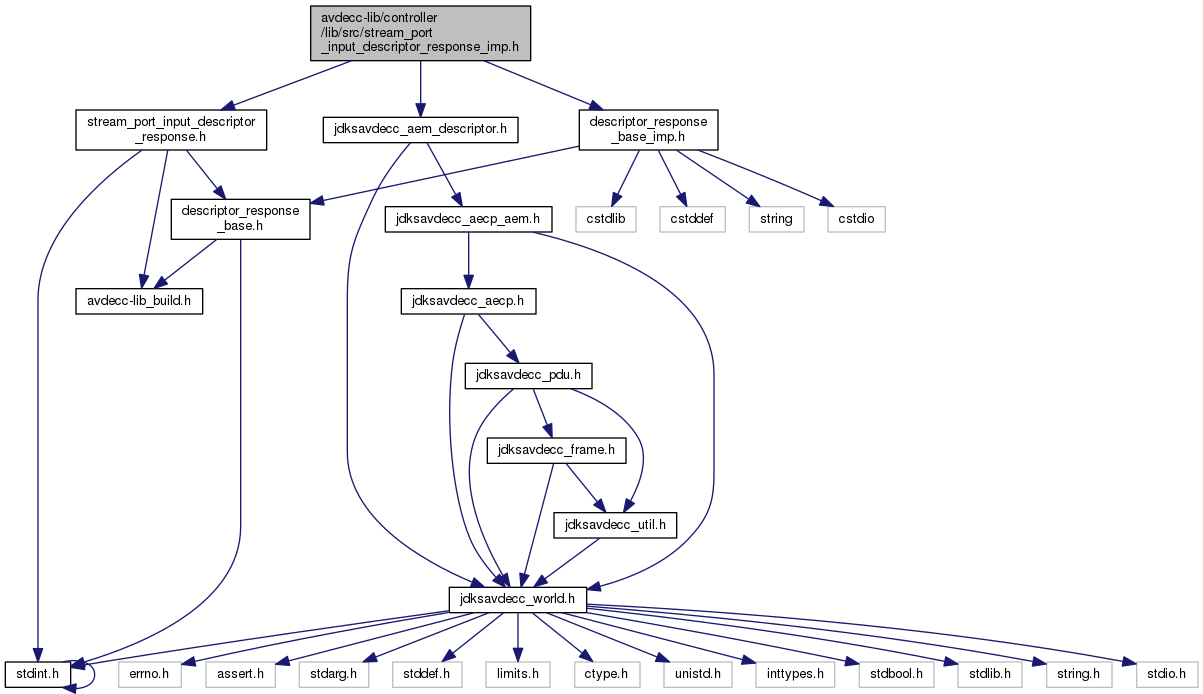 avdecc-lib/controller
/lib/src/stream_port
_input_descriptor_response_imp.h
stream_port_input_descriptor
_response.h
jdksavdecc_aem_descriptor.h
descriptor_response
_base_imp.h
descriptor_response
_base.h
jdksavdecc_aecp_aem.h
cstdlib
cstddef
string
cstdio
avdecc-lib_build.h
jdksavdecc_aecp.h
jdksavdecc_pdu.h
jdksavdecc_frame.h
jdksavdecc_util.h
jdksavdecc_world.h
stdint.h
errno.h
assert.h
stdarg.h
stddef.h
limits.h
ctype.h
unistd.h
inttypes.h
stdbool.h
stdlib.h
string.h
stdio.h